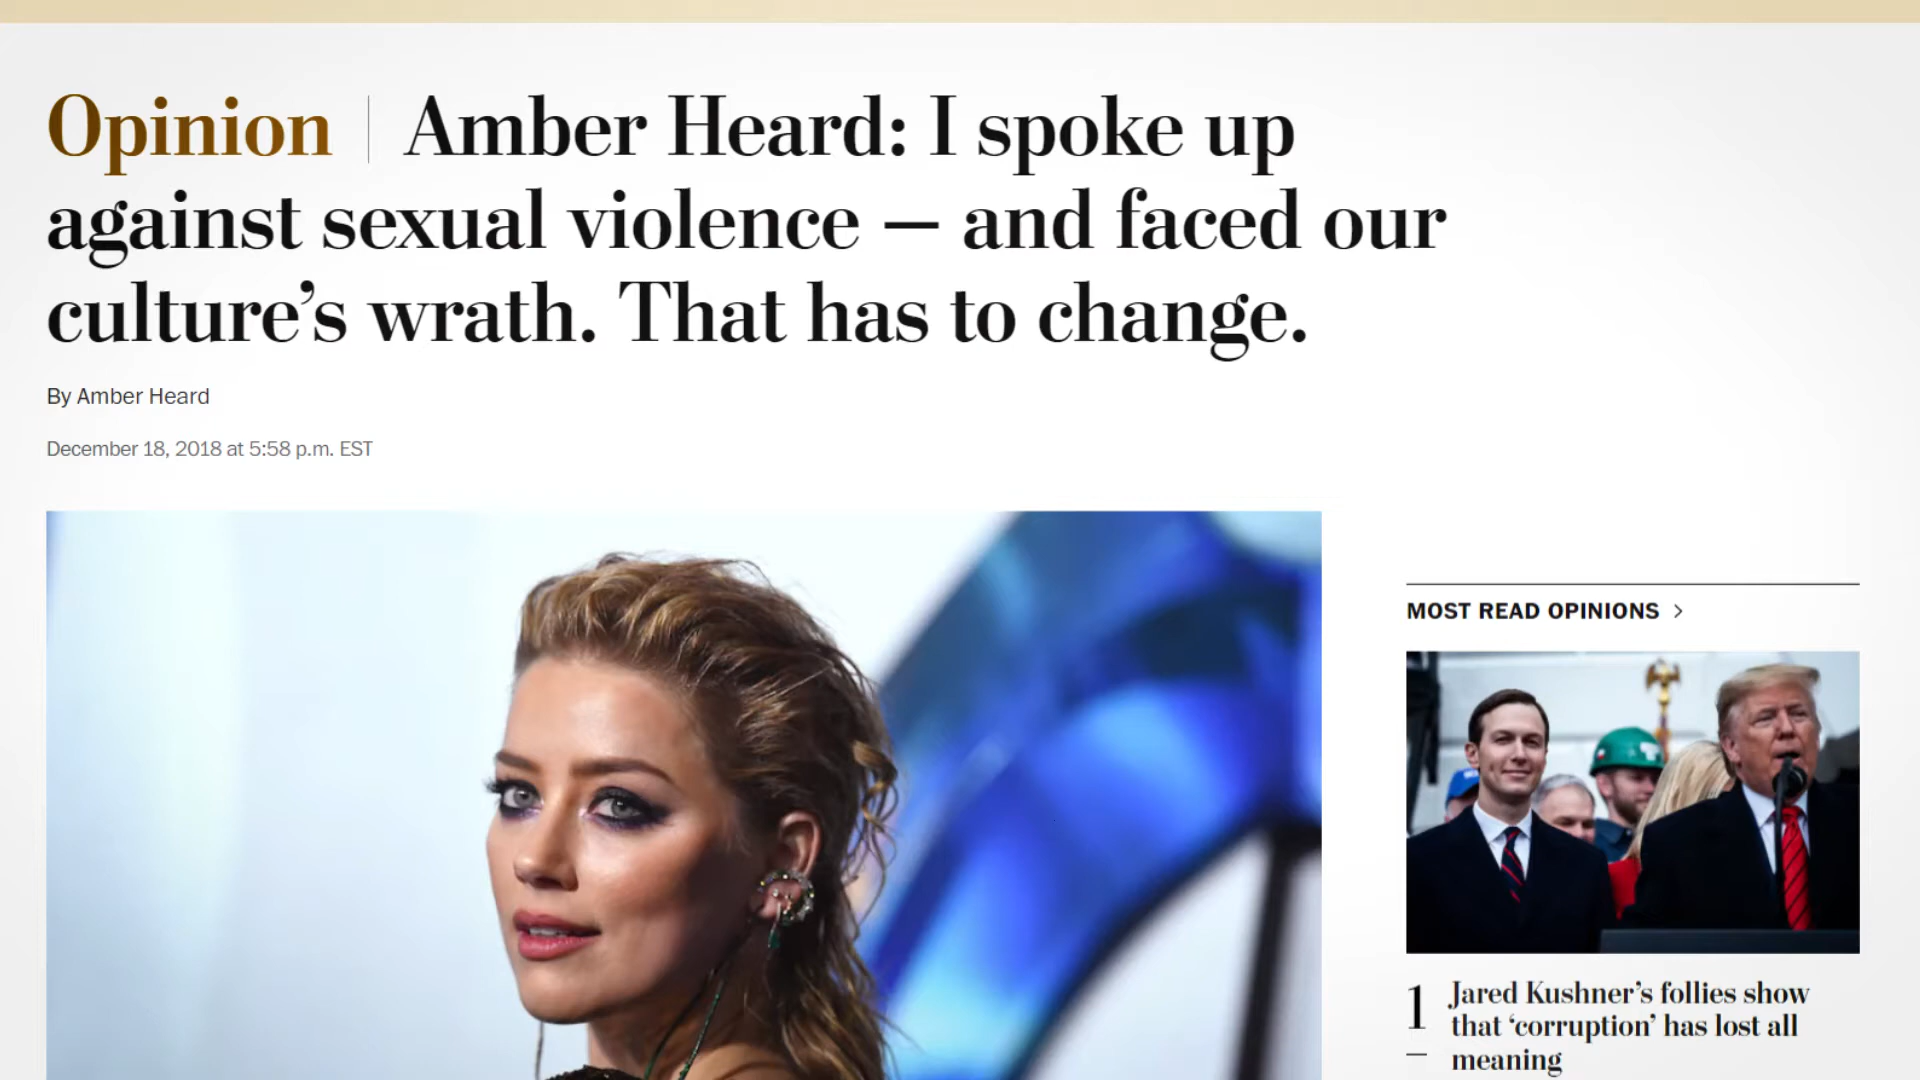 Opinion | Amber Heard: I spoke up
against sexual violence — and faced our
culture’s wrath. That has to change.
By Amber Heard
December 18, 2018 at 5:58 p.m. EST
MOST READ OPINIONS >
1
Jared Kushner’s follies show
that ‘corruption’ has lost all
meaning